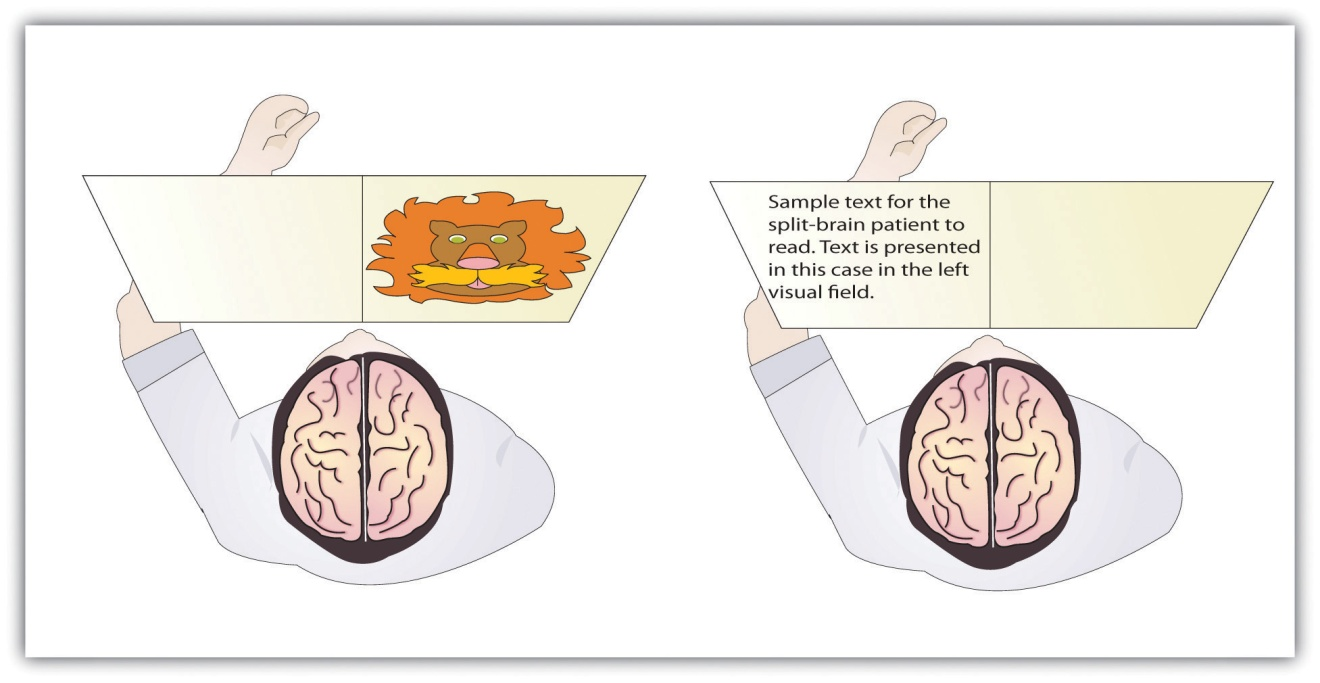 Sample text for the
split-brain patient to
read. Text is presented
in this case in the left
visual field.